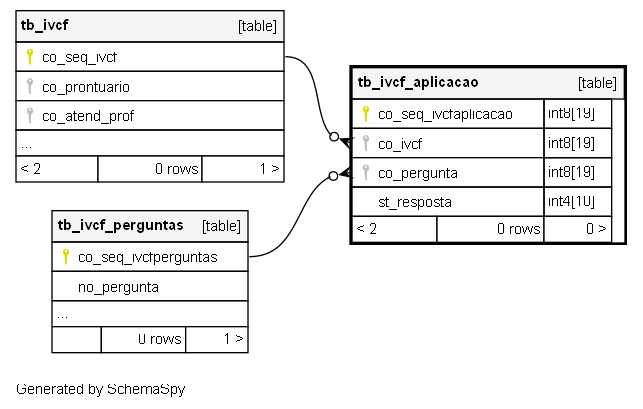 tb_ivcf [table]
co_seq_ivcf
co_prontuario
co_atend_prof
...
< 2 0 rows 1 >
tb_ivcf_aplicacao [table]
co_seq_ivcfaplicacao int8[19]
co_ivcf int8[19]
co_pergunta int8[19]
st_resposta int4[10]
< 2 0 rows 0 >
tb_ivcf_perguntas [table]
co_seq_ivcfperguntas
no_pergunta
...
0 rows 1 >
Generated by SchemaSpy